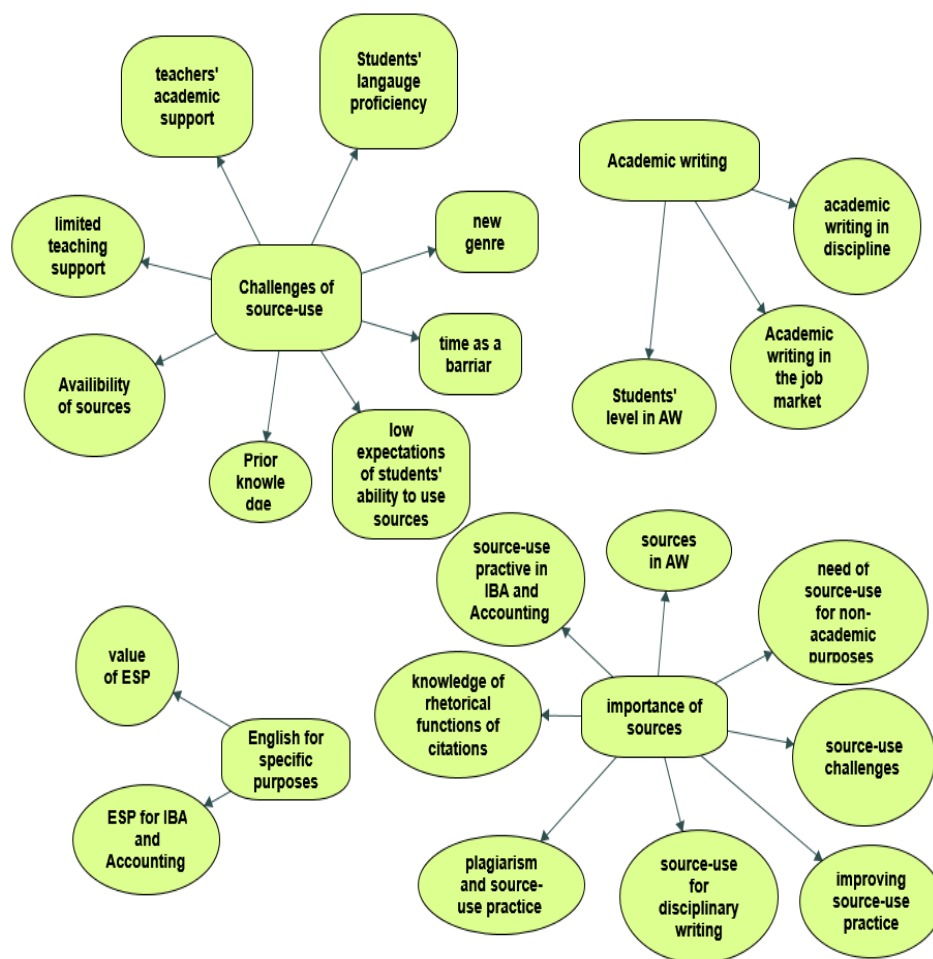 teachers'
academic
support
Students'
langauge
proficiency
limited
teaching
support
new
genre
Challenges of
source-use
time as a
barriar
Availibility
of sources
Prior
knowle
dge
low
expectations
of students'
ability to use
sources
Academic writing
academic
writing in
discipline
Academic
writing in
the job
market
Students'
level in AW
source-use
practive in
IBA and
Accounting
sources
in AW
need of
source-use
for non-
academic
purposes
knowledge of
rhetorical
functions of
citations
importance of
sources
source-use
challenges
plagiarism
and source-
use practice
source-use
for
disciplinary
writing
improving
source-use
practice
value
of ESP
English for
specific
purposes
ESP for IBA
and
Accounting